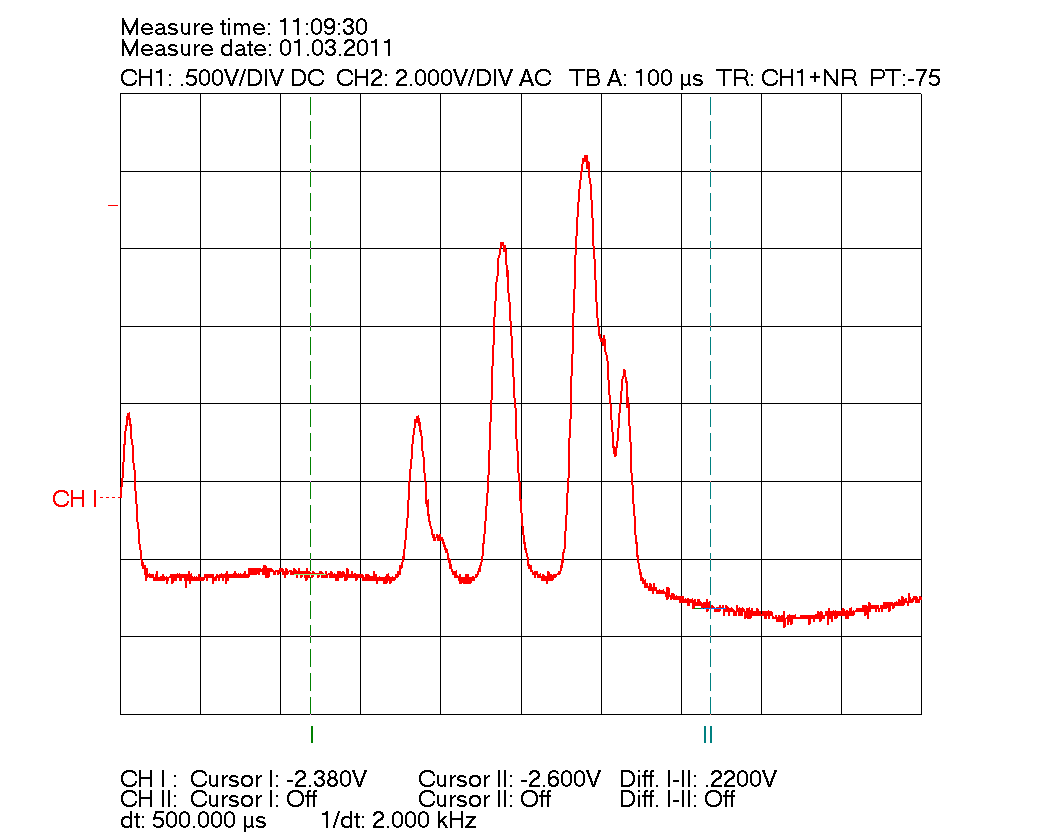 Measure time: 11:09:30
Measure date: 01.03.2011
CH1: .500V/DIV DC CH2: 2.000V/DIV AC TB A: 100 µs TR: CH1+NR PT:-75
CH I
I II
CH I : Cursor I: -2.380V Cursor II: -2.600V Diff. I-II: .2200V
CH II: Cursor I: Off Cursor II: Off Diff. I-II: Off
dt: 500.000 µs 1/dt: 2.000 kHz